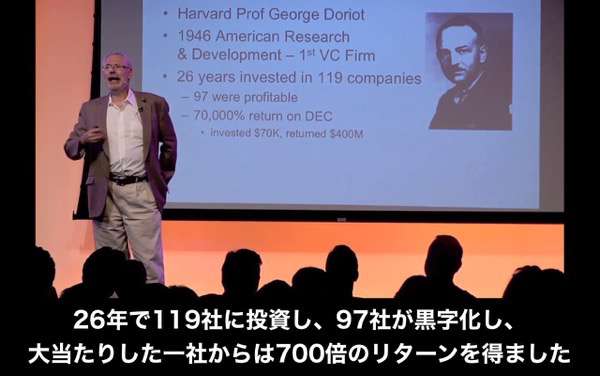 • Harvard Prof George Doriot
• 1946 American Research
& Development – 1st VC Firm
• 26 years invested in 119 companies
– 97 were profitable
– 70,000% return on DEC
• invested $70K, returned $400M
26年で119社に投資し、97社が黒字化し、
大当たりした一社からは700倍のリターンを得ました